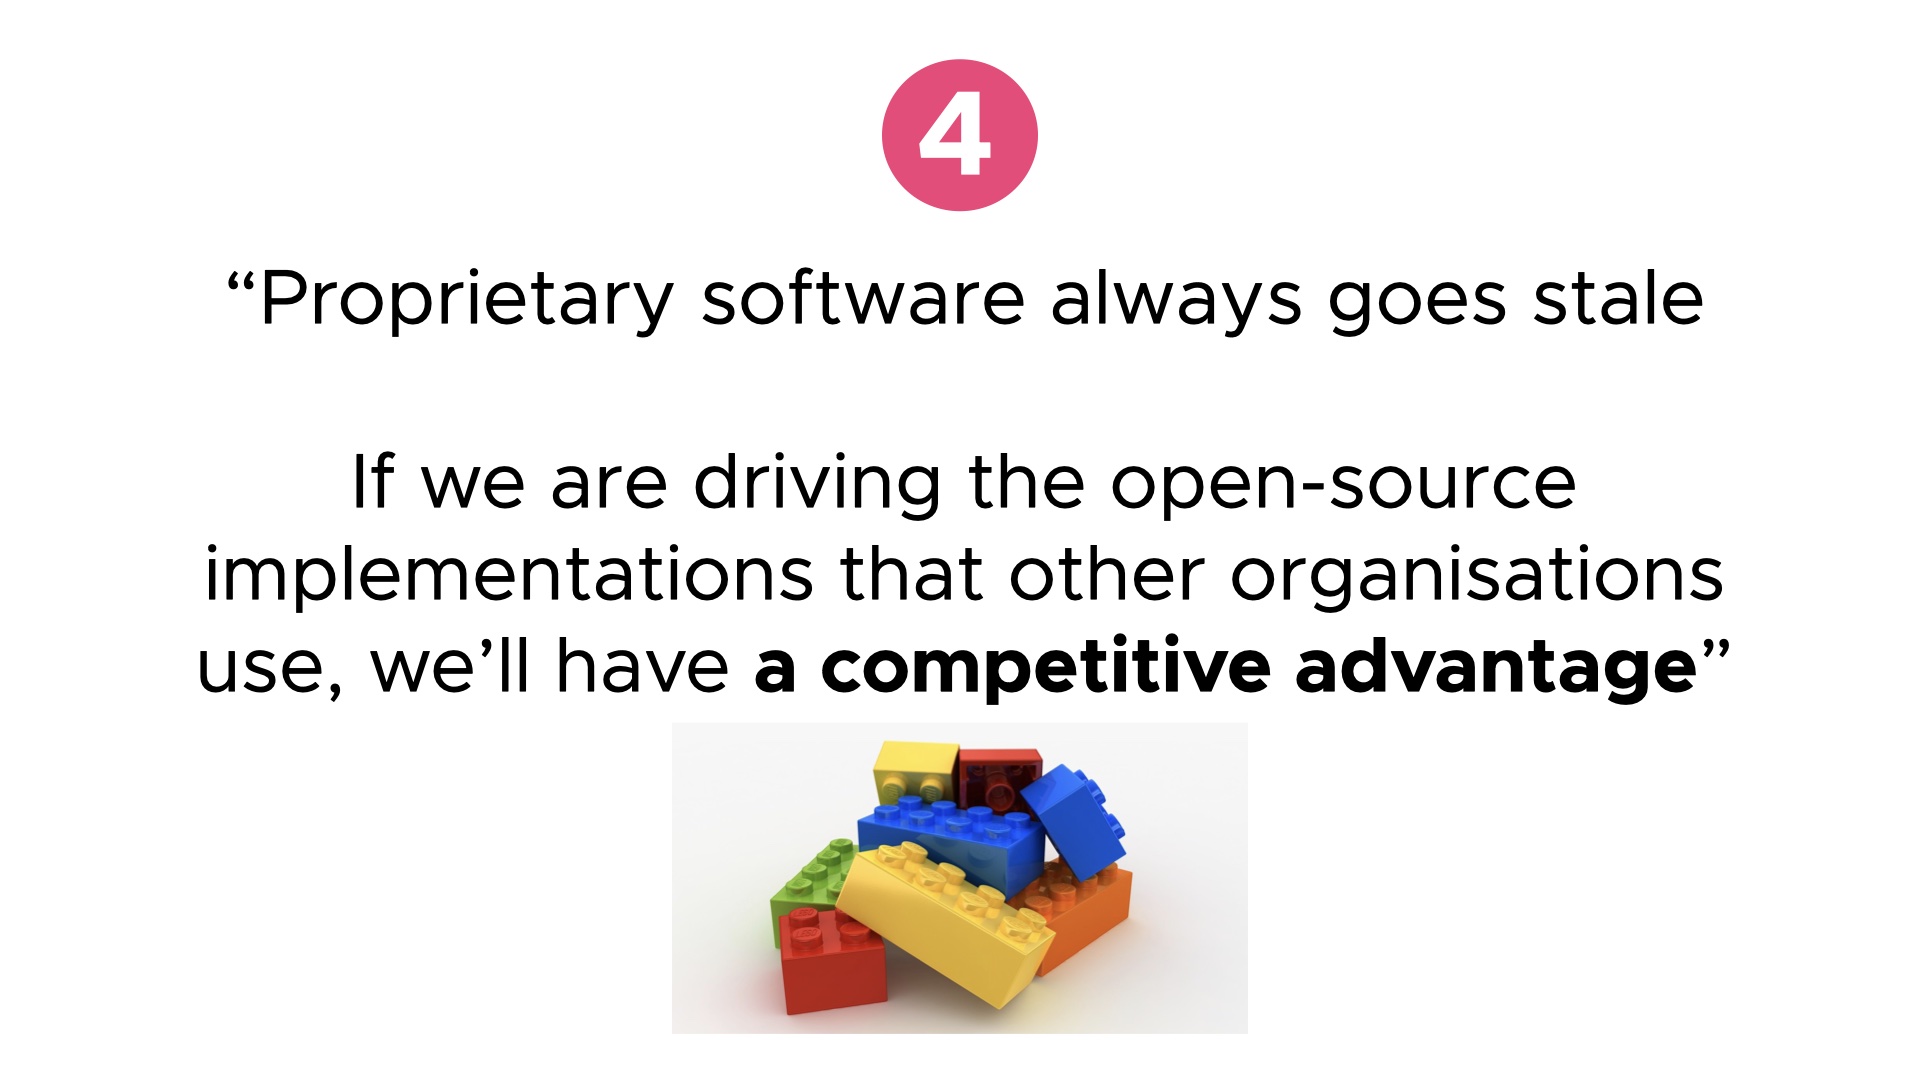 4
“Proprietary software always goes stale
If we are driving the open-source
implementations that other organisations
use, we’ll have a competitive advantage”